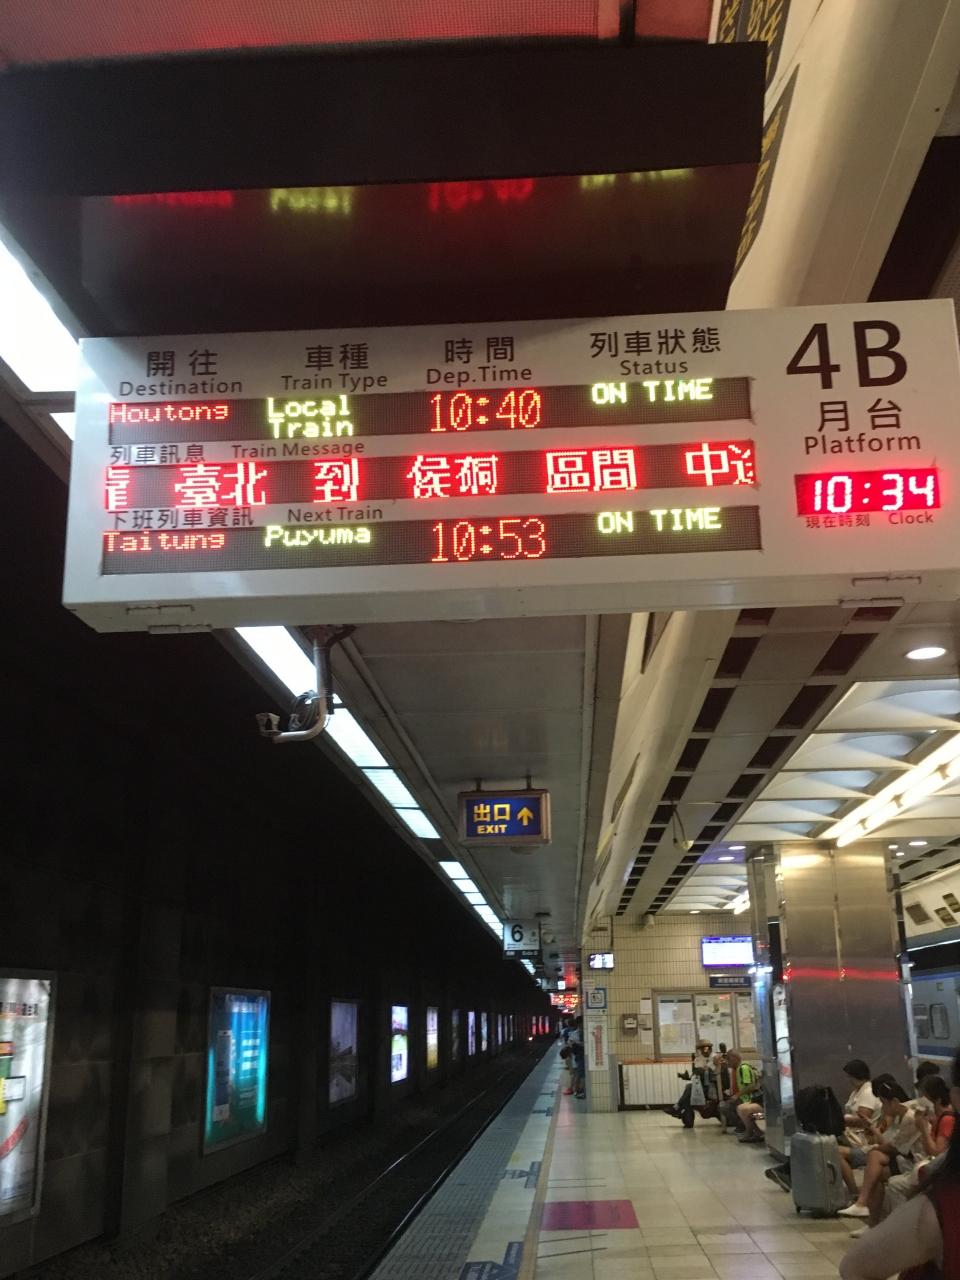 開往 車種 時間 列車狀態
Destination Train Type Dep.Time Status
Houtong Local Train 10:40 ON TIME
列車訊息 Train Message
臺北 到 侯硐 區間 中
下班列車資訊 Next Train
Taitung Puyuma 10:53 ON TIME
4B
月台
Platform
10:34
現在時刻 Clock
出口
EXIT
6